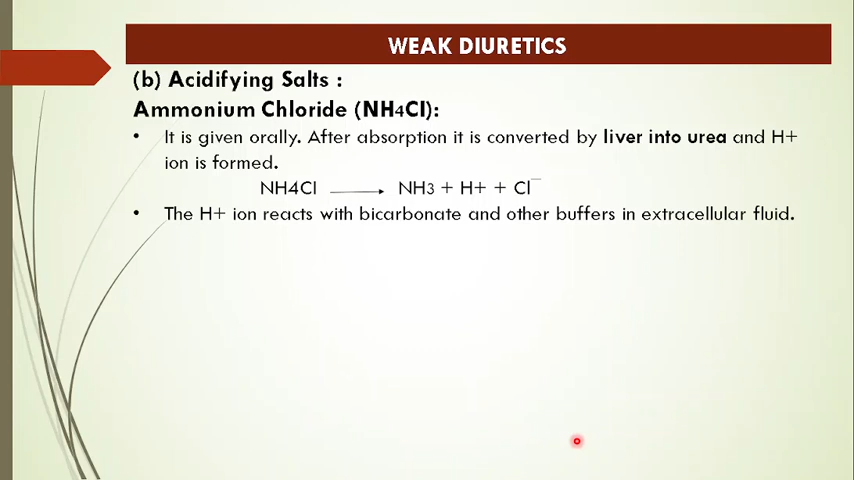 WEAK DIURETICS
(b) Acidifying Salts :
Ammonium Chloride (NH4Cl):
• It is given orally. After absorption it is converted by liver into urea and H+
ion is formed.
NH4Cl ⟶ NH3 + H+ + Cl¯
• The H+ ion reacts with bicarbonate and other buffers in extracellular fluid.